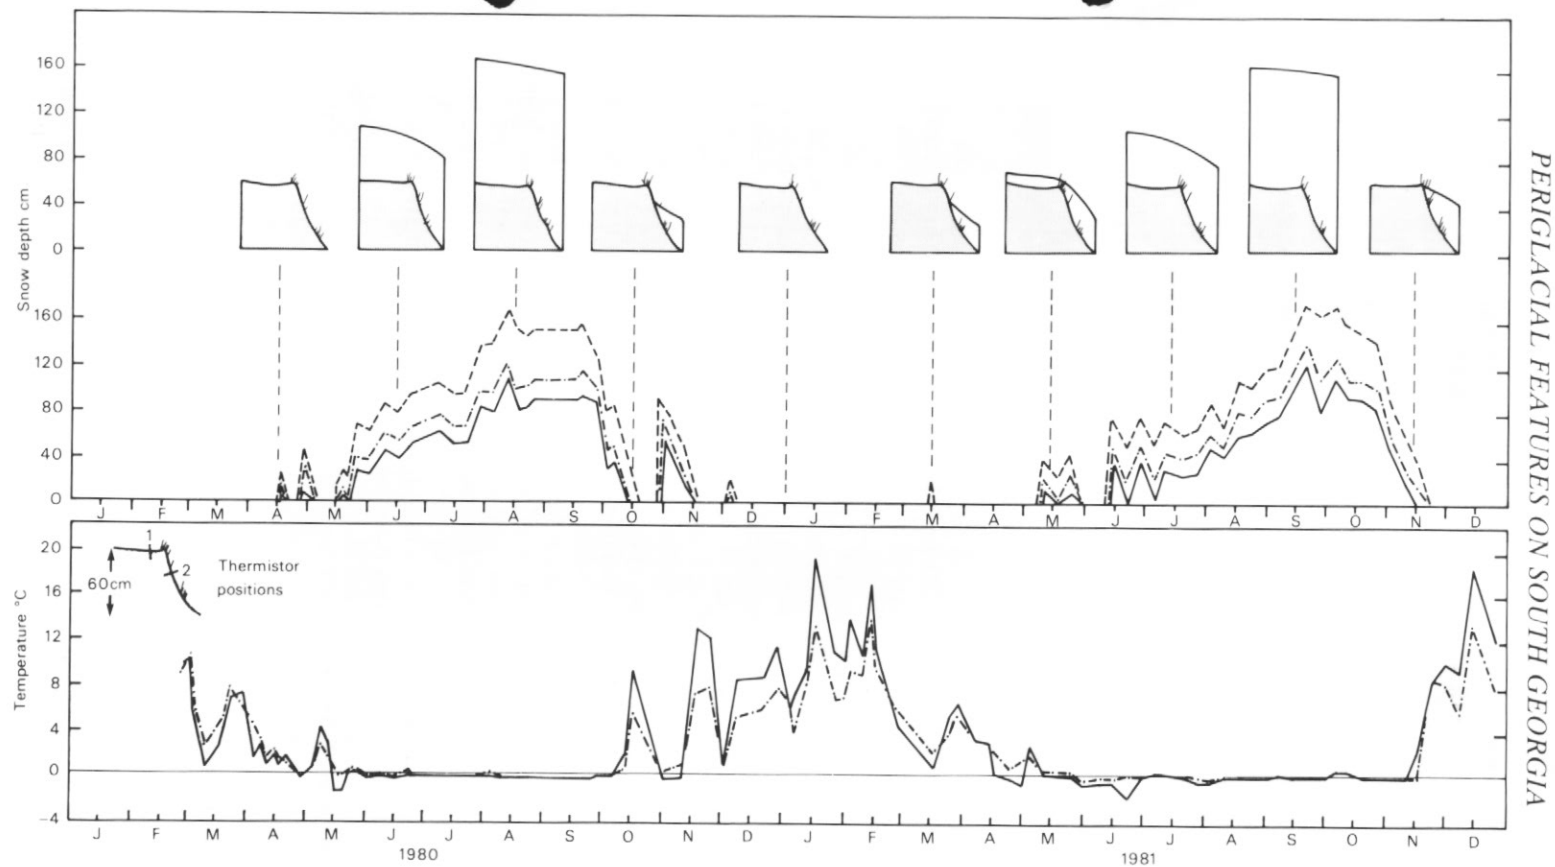 160
120
80
40
0
Snow depth cm
160
120
80
40
0
J F M A M J J A S O N D J F M A M J J A S O N D
20
16
12
8
4
0
-4
Temperature °C
1
2
60cm
Thermistor
positions
J F M A M J J A S O N D J F M A M J J A S O N D
1980 1981
PERIGLACIAL FEATURES ON SOUTH GEORGIA